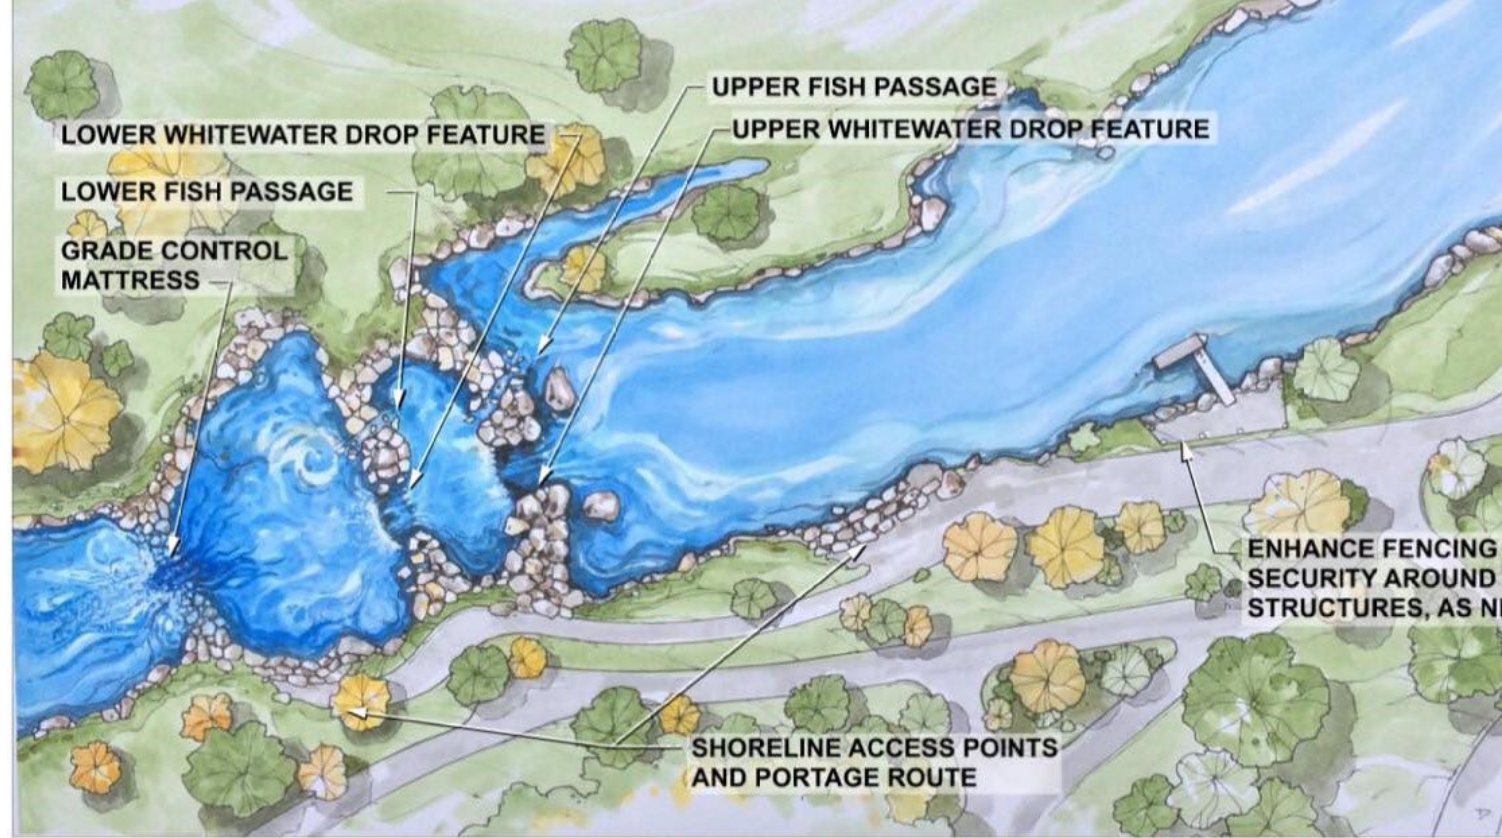 UPPER FISH PASSAGE
UPPER WHITEWATER DROP FEATURE
LOWER WHITEWATER DROP FEATURE
LOWER FISH PASSAGE
GRADE CONTROL
MATTRESS
ENHANCE FENCING
SECURITY AROUND
STRUCTURES, AS
SHORELINE ACCESS POINTS
AND PORTAGE ROUTE